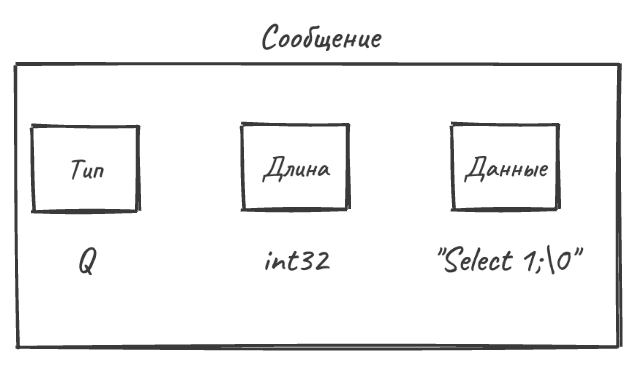 Сообщение
Тип
Длина
Данные
Q
int32
"Select 1;\0"